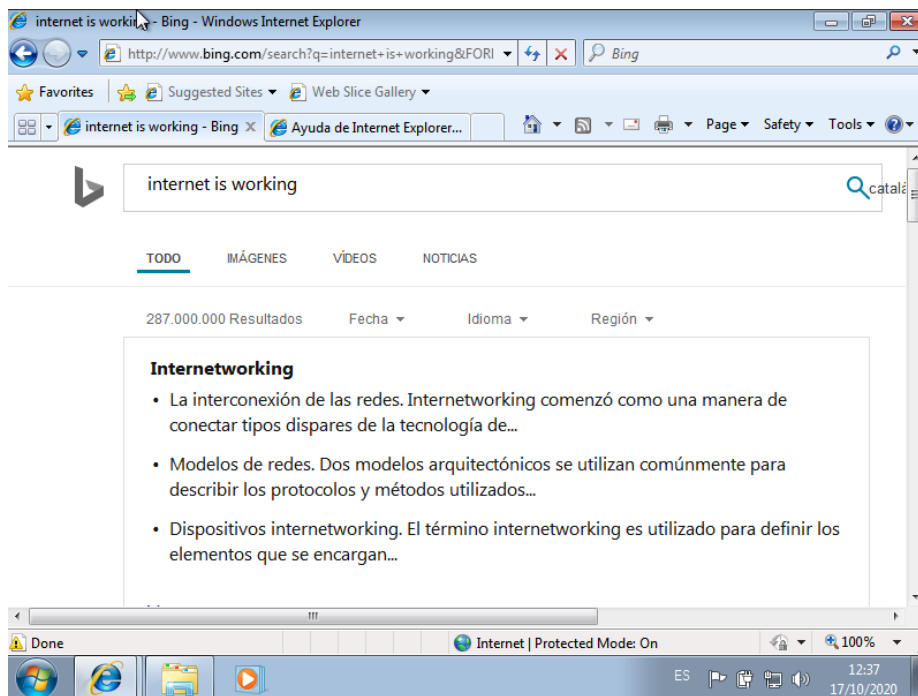 internet is working - Bing - Windows Internet Explorer
http://www.bing.com/search?q=internet+is+working&FORI
Bing
Favorites Suggested Sites Web Slice Gallery
internet is working - Bing Ayuda de Internet Explorer... Page Safety Tools
internet is working
català
TODO IMÁGENES VÍDEOS NOTICIAS
287.000.000 Resultados Fecha Idioma Región
Internetworking
• La interconexión de las redes. Internetworking comenzó como una manera de
conectar tipos dispares de la tecnología de...
• Modelos de redes. Dos modelos arquitectónicos se utilizan comúnmente para
describir los protocolos y métodos utilizados...
• Dispositivos internetworking. El término internetworking es utilizado para definir los
elementos que se encargan...
Done Internet | Protected Mode: On 100%
ES 12:37
17/10/2020